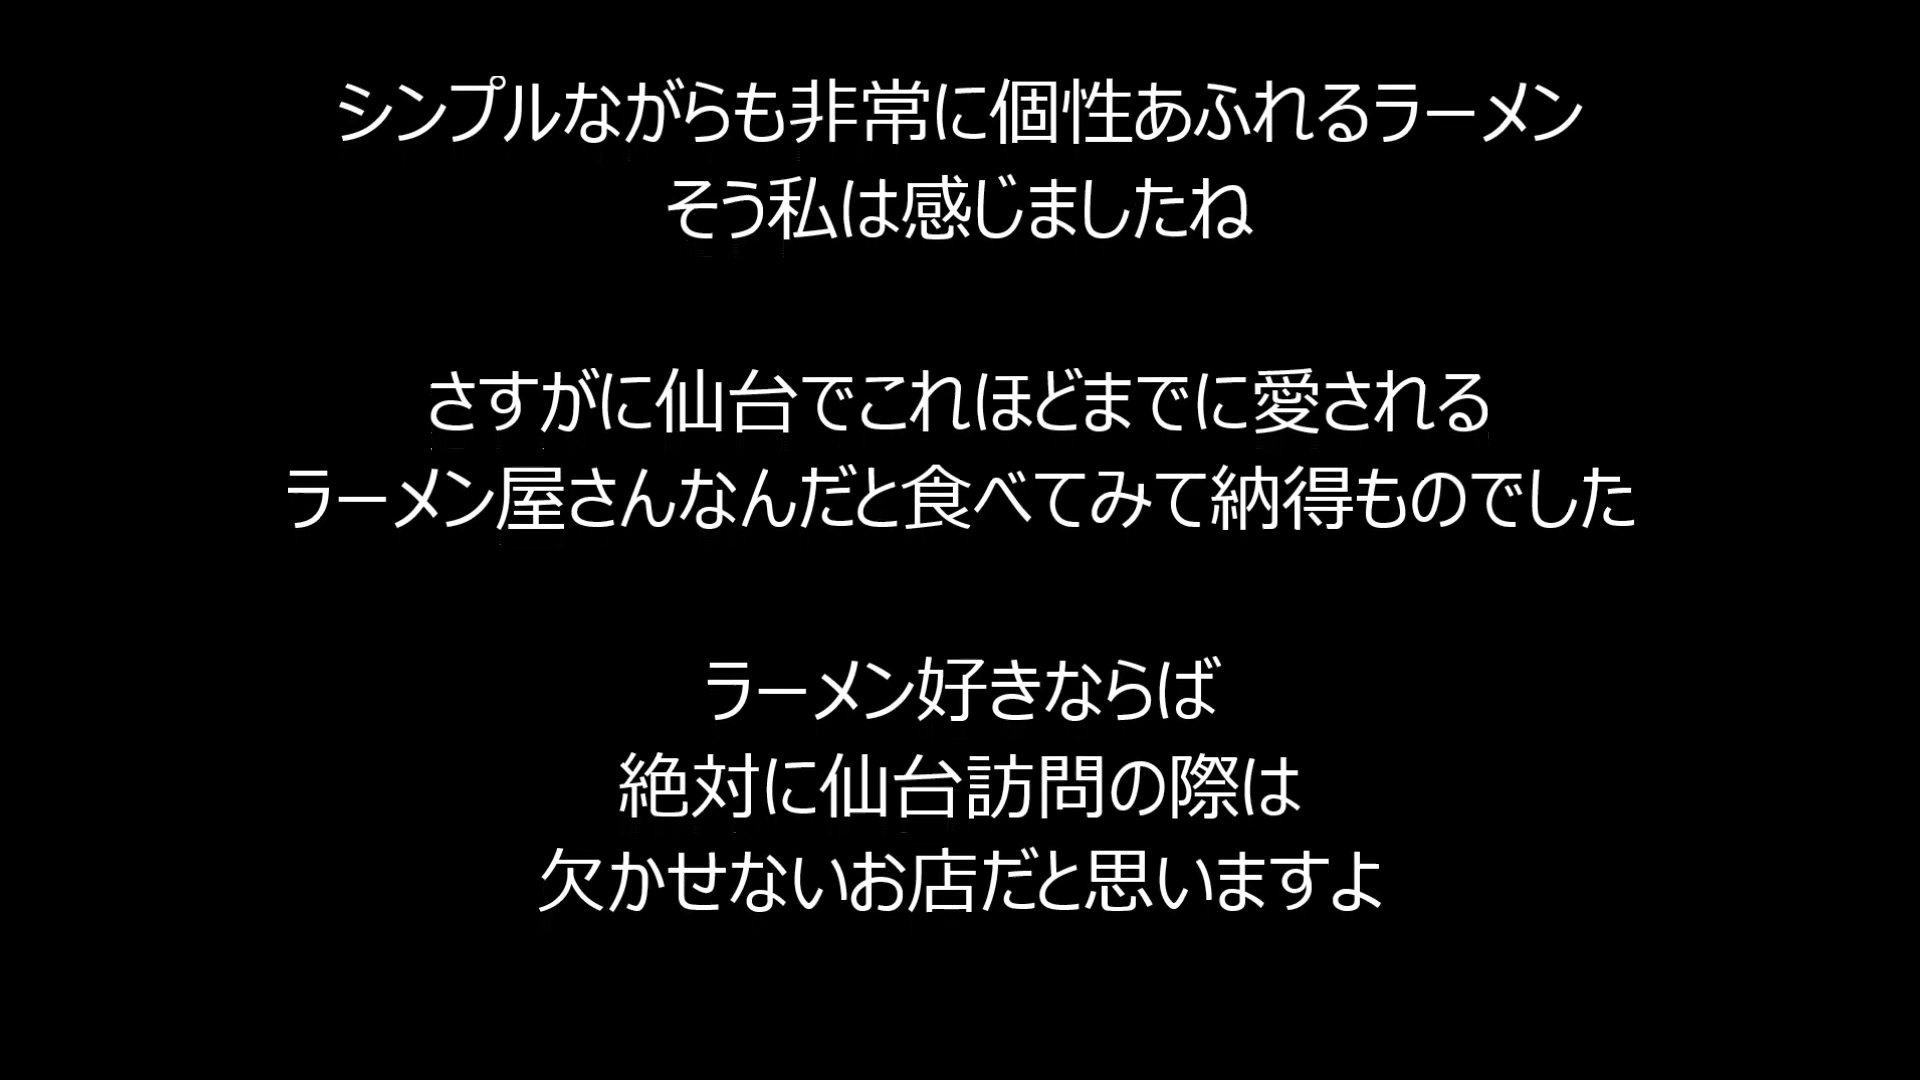 シンプルながらも非常に個性あふれるラーメン
そう私は感じましたね
さすがに仙台でこれほどまでに愛される
ラーメン屋さんなんだと食べてみて納得ものでした
ラーメン好きならば
絶対に仙台訪問の際は
欠かせないお店だと思いますよ